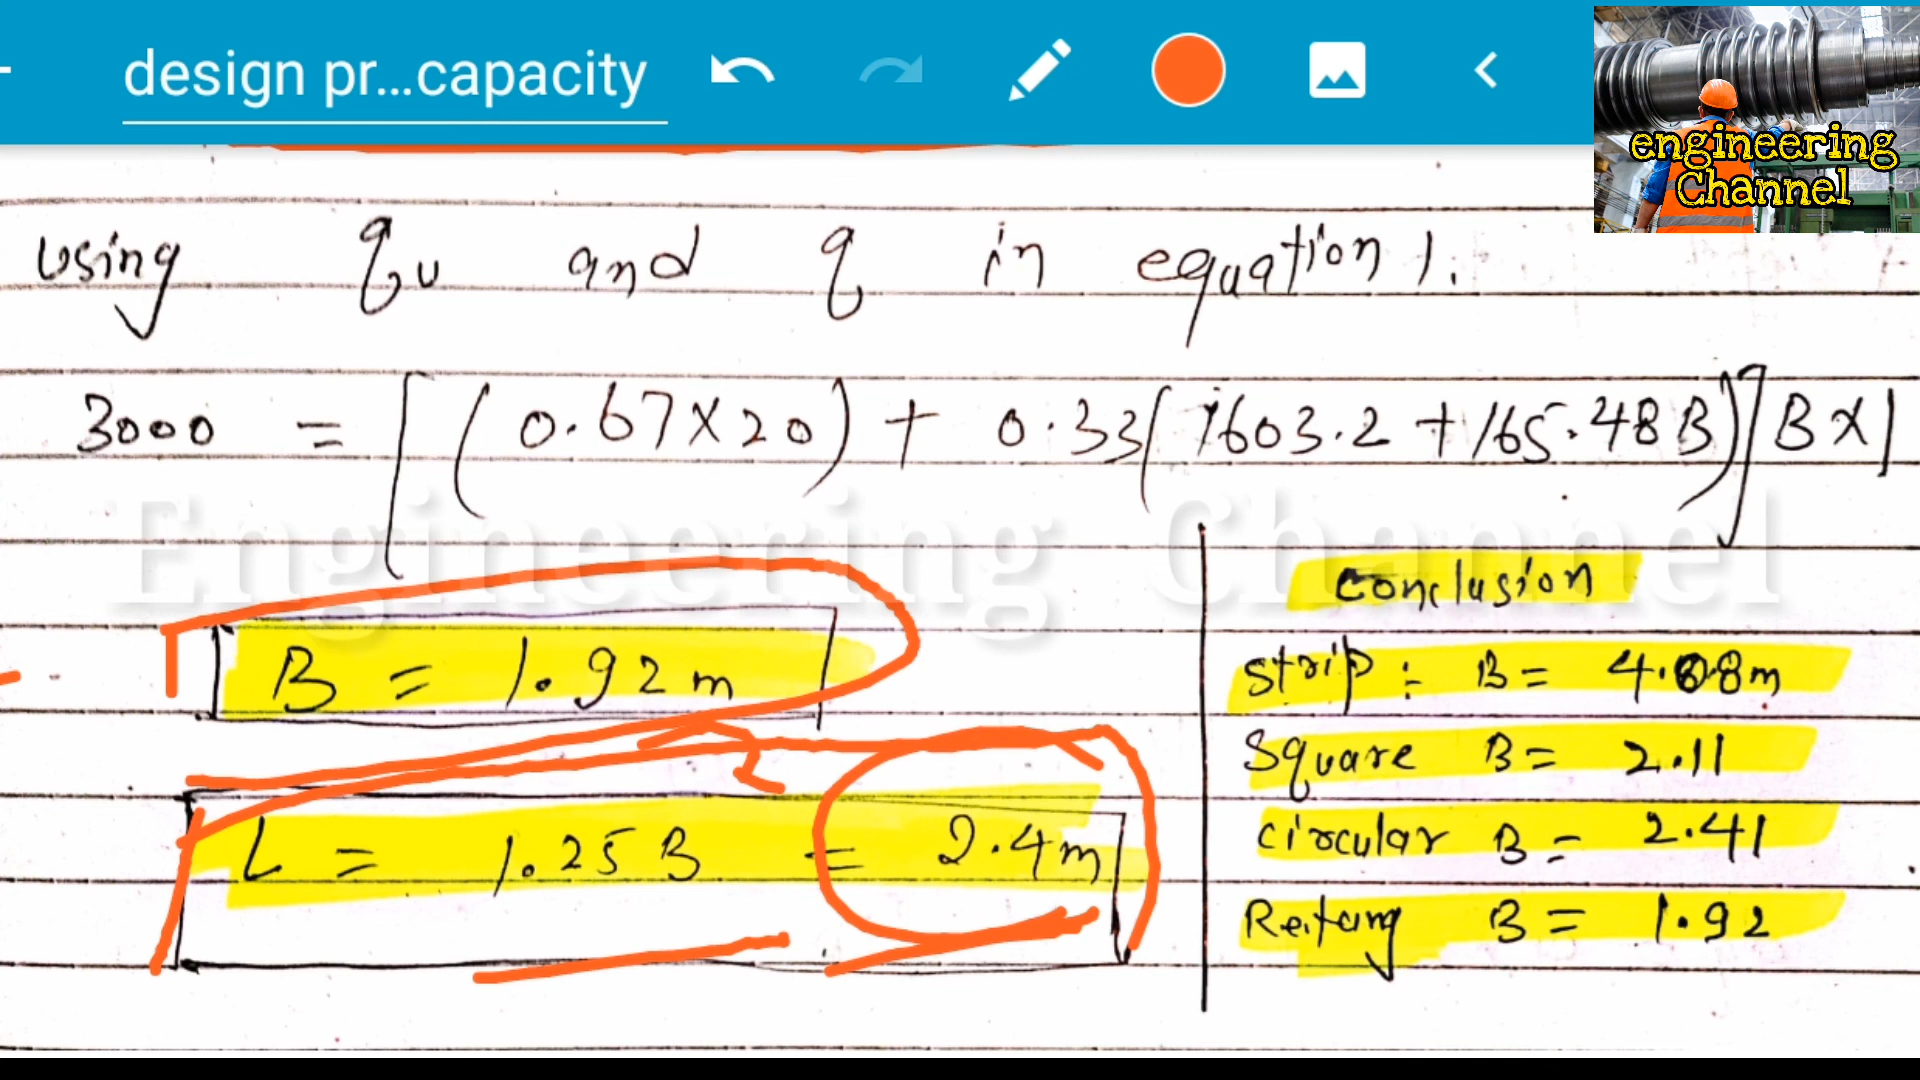 design pr...capacity
engineering
Channel
using qu and q in equation 1.
3000 = [(0.67×20) + 0.33(1603.2 + 165.48B)] B×1
Engineering Channel
B = 1.92m
L = 1.25B = 2.4m
conclusion
Strip: B = 4.08m
Square B = 2.11
circular B = 2.41
B = 1.92